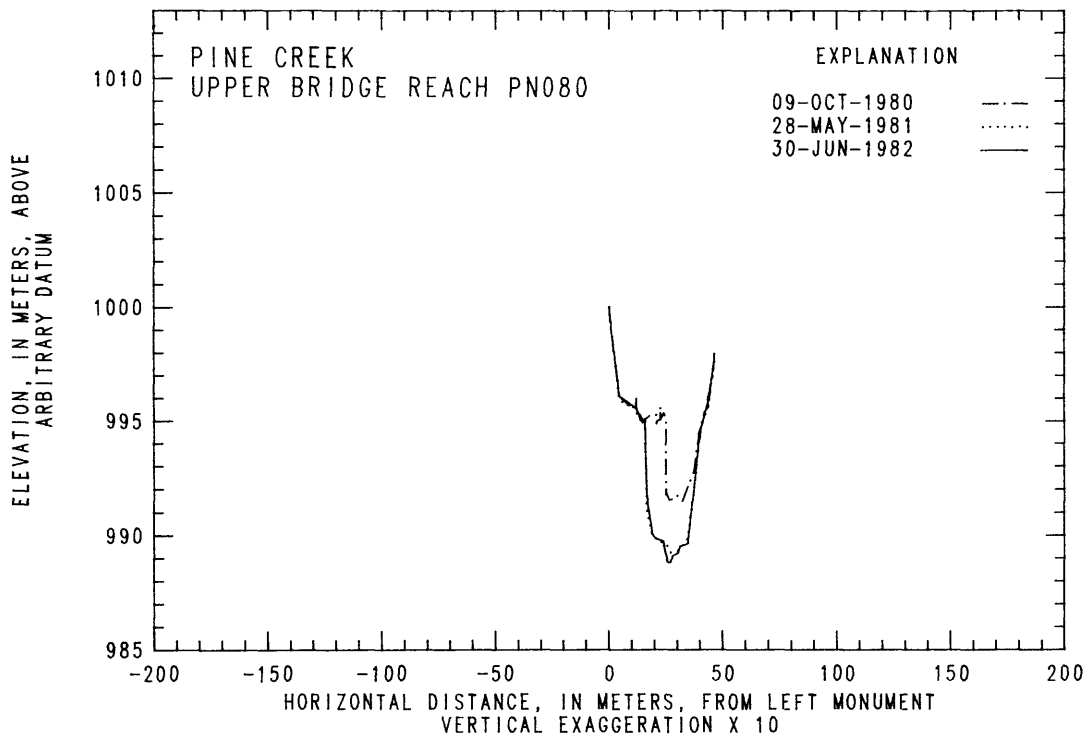 PINE CREEK
UPPER BRIDGE REACH PN080
EXPLANATION
09-OCT-1980
28-MAY-1981
30-JUN-1982
ELEVATION, IN METERS, ABOVE
ARBITRARY DATUM
1010
1005
1000
995
990
985
-200 -150 -100 -50 0 50 100 150 200
HORIZONTAL DISTANCE, IN METERS, FROM LEFT MONUMENT
VERTICAL EXAGGERATION X 10